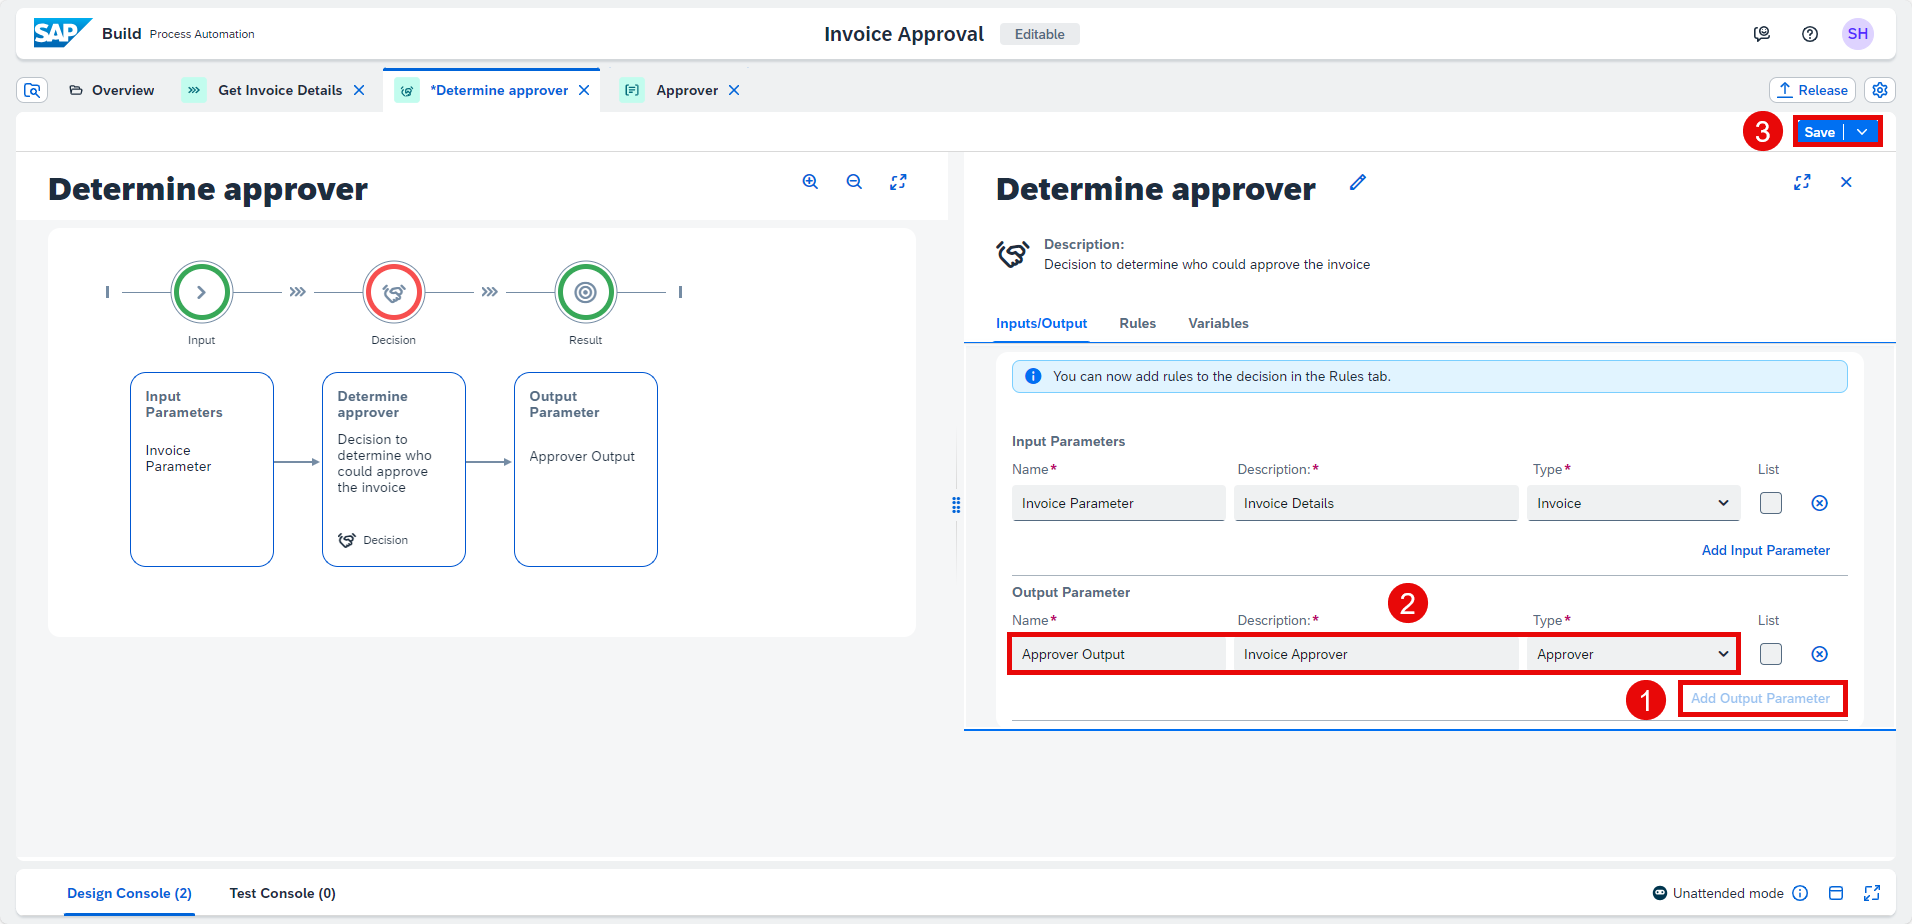 SAP Build Process Automation
Invoice Approval Editable
SH
Overview
Get Invoice Details
*Determine approver
Approver
Release
3
Save
Determine approver
Input
Decision
Result
Input
Parameters
Invoice
Parameter
Determine
approver
Decision to
determine who
could approve
the invoice
Decision
Output
Parameter
Approver Output
Determine approver
Description:
Decision to determine who could approve the invoice
Inputs/Output Rules Variables
You can now add rules to the decision in the Rules tab.
Input Parameters
Name* Description:* Type* List
Invoice Parameter Invoice Details Invoice
Add Input Parameter
Output Parameter
2
Name* Description:* Type* List
Approver Output Invoice Approver Approver
1
Add Output Parameter
Design Console (2) Test Console (0)
Unattended mode